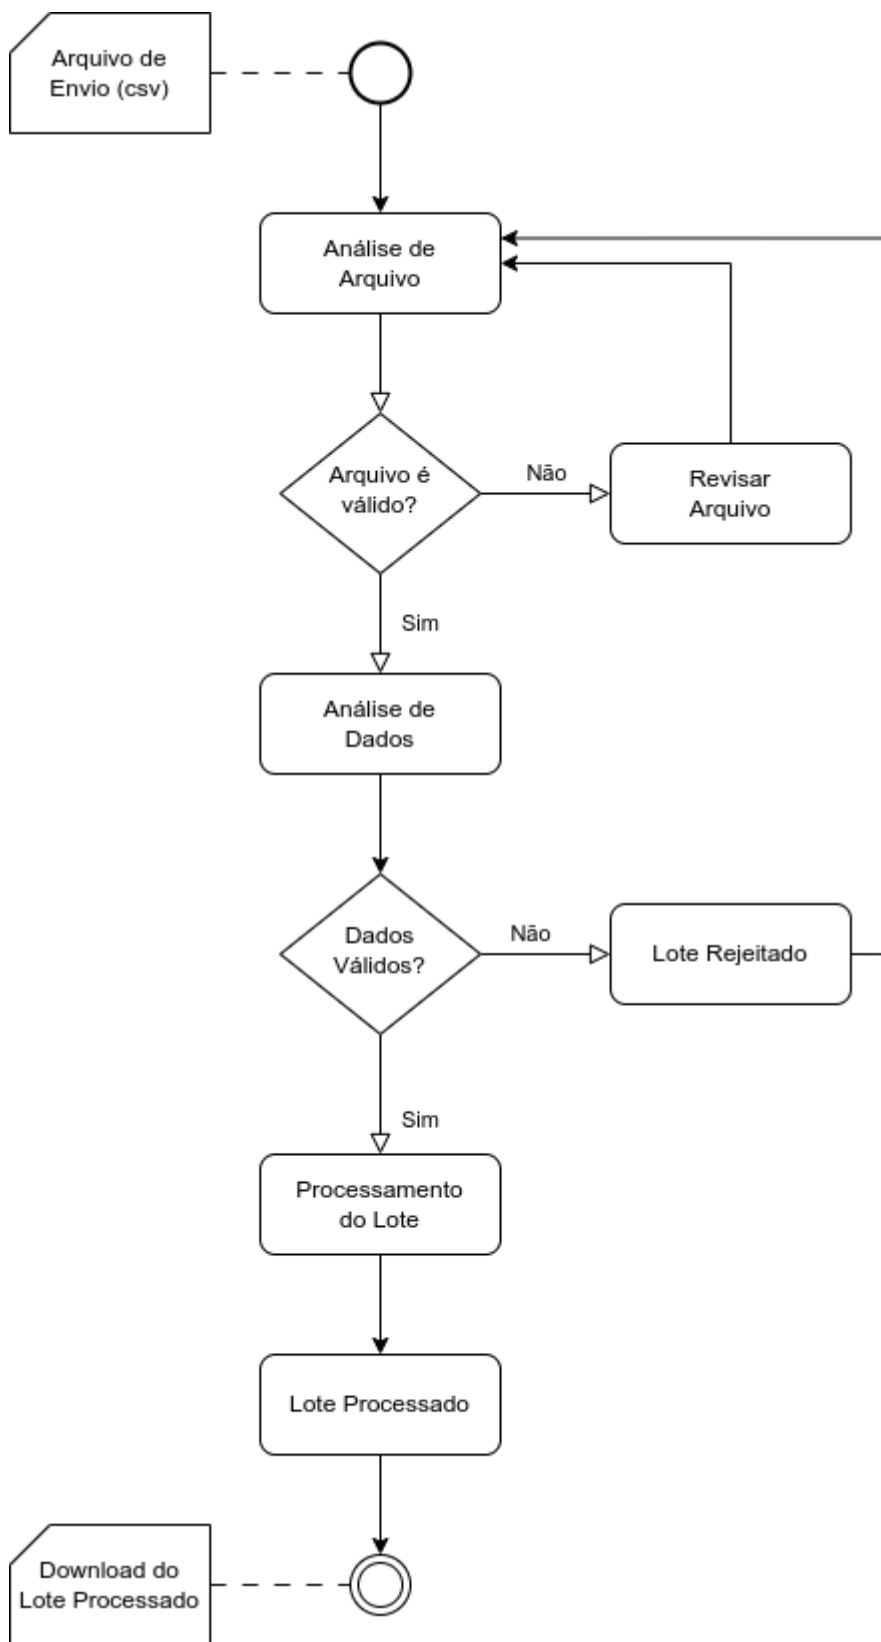 Arquivo de
Envio (csv)
Análise de
Arquivo
Arquivo é
válido?
Não
Revisar
Arquivo
Sim
Análise de
Dados
Dados
Válidos?
Não
Lote Rejeitado
Sim
Processamento
do Lote
Lote Processado
Download do
Lote Processado